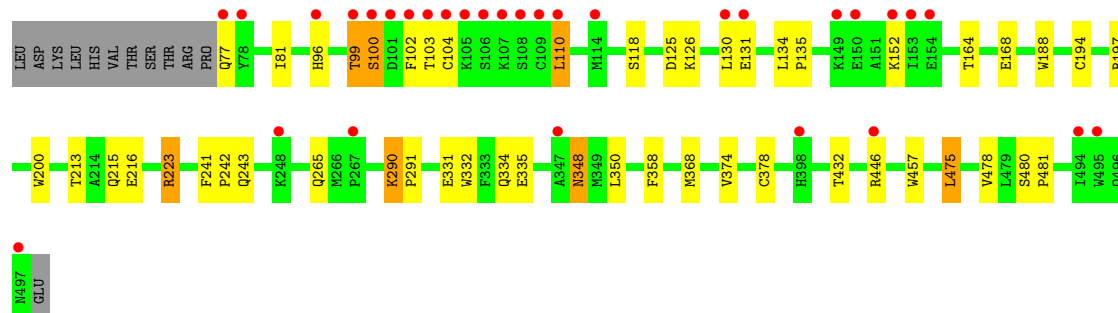 LEU ASP LYS LEU HIS VAL THR SER THR THR ARG PRO Q77 Y78 I81 H96 T99 S100 D101 F102 T103 C104 K105 S106 K107 S108 C109 L110 M114 S118 D125 K126 L130 E131 L134 P135 K149 E150 A151 K152 I153 E154 T164 E168 W188 C194
W200 T213 A214 Q215 E216 R223 F241 P242 Q243 K248 Q265 M266 P267 K290 P291 E331 W332 F333 Q334 E335 A347 N348 M349 L350 F358 M368 V374 C378 H398 T432 R446 W457 L475 V478 L479 S480 P481 I494 W495
N497 GLU